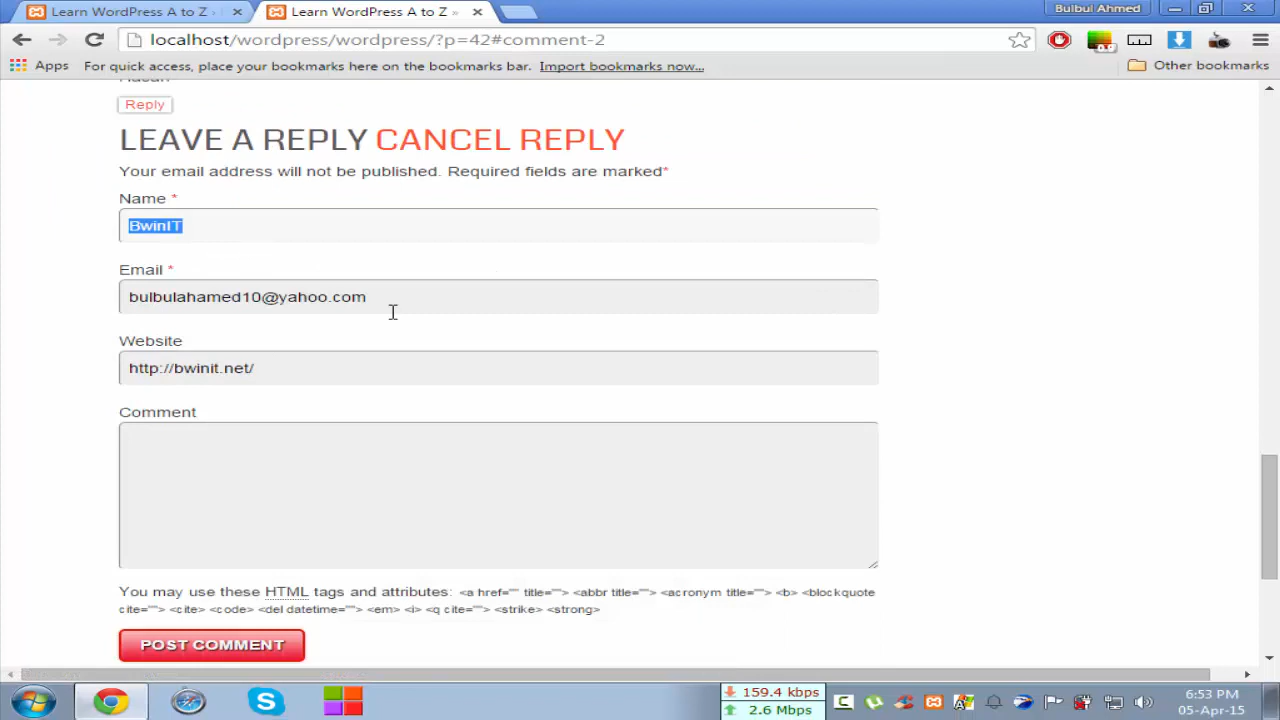 Learn WordPress A to Z
Learn WordPress A to Z »
Bulbul Ahmed
localhost/wordpress/wordpress/?p=42#comment-2
Apps
For quick access, place your bookmarks here on the bookmarks bar. Import bookmarks now...
Other bookmarks
Reply
LEAVE A REPLY CANCEL REPLY
Your email address will not be published. Required fields are marked*
Name *
BwinIT
Email *
bulbulahamed10@yahoo.com
Website
http://bwinit.net/
Comment
You may use these HTML tags and attributes: <a href="" title=""> <abbr title=""> <acronym title=""> <b> <blockquote
cite=""> <cite> <code> <del datetime=""> <em> <i> <q cite=""> <strike> <strong>
POST COMMENT
159.4 kbps
2.6 Mbps
6:53 PM
05-Apr-15